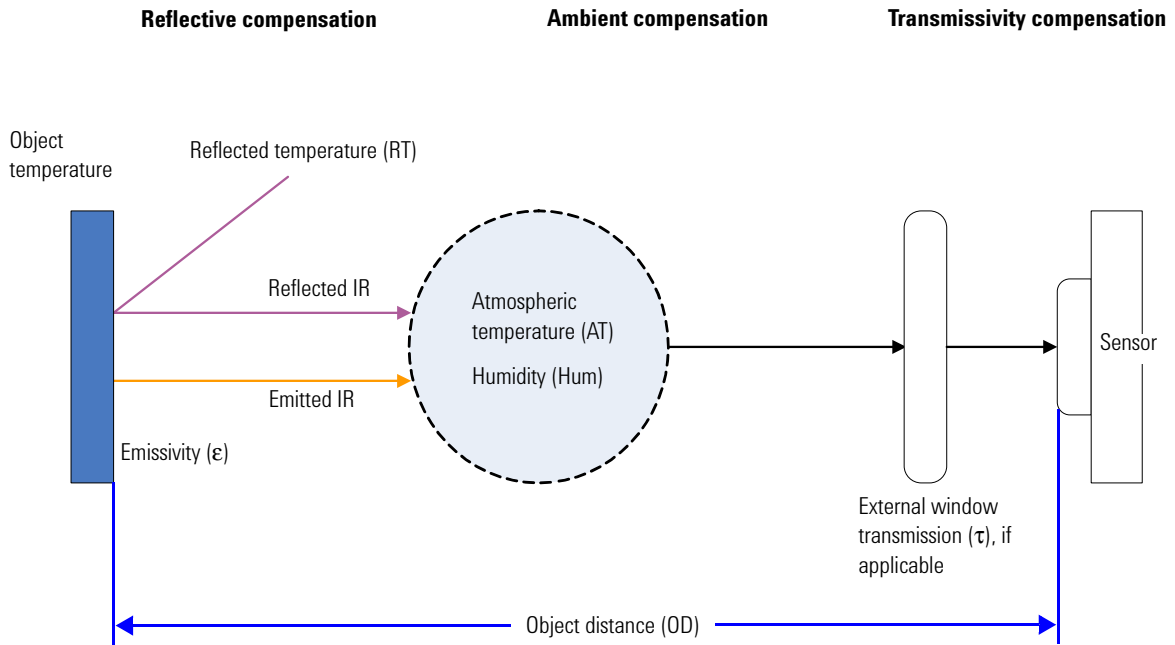 Reflective compensation
Ambient compensation
Transmissivity compensation
Object
temperature
Reflected temperature (RT)
Reflected IR
Emitted IR
Emissivity (ε)
Atmospheric
temperature (AT)
Humidity (Hum)
Sensor
External window
transmission (τ), if
applicable
Object distance (OD)